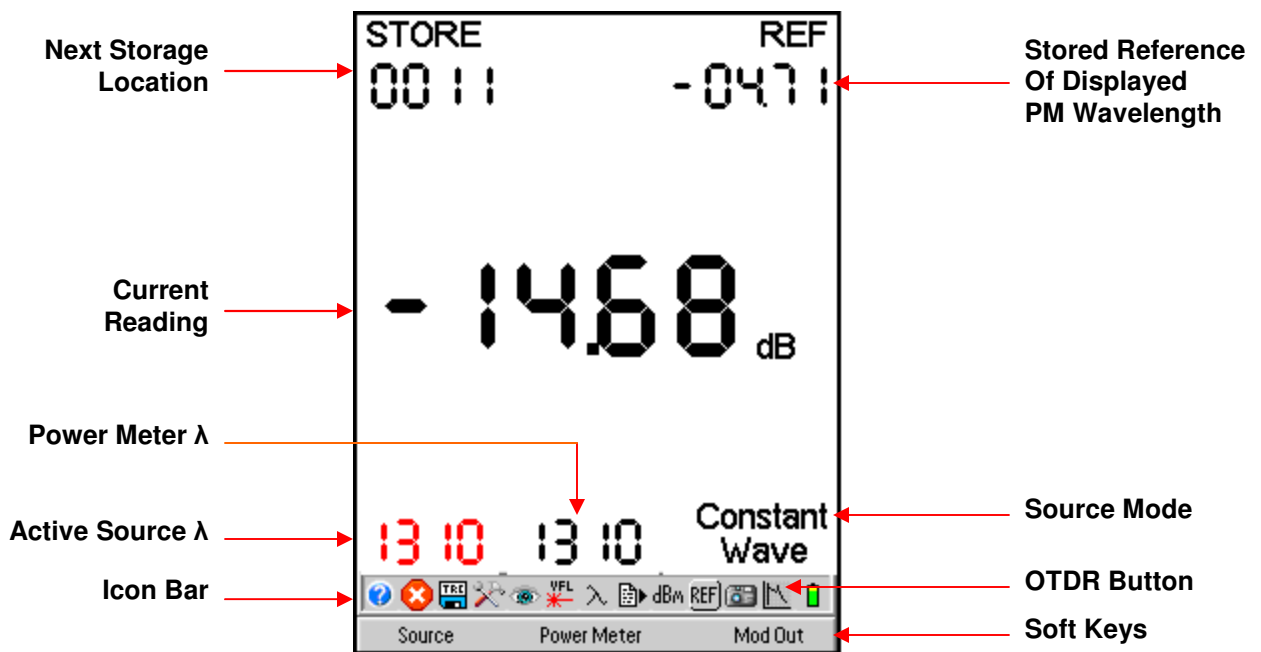 Next Storage
Location
STORE
0011
REF
-04.71
Stored Reference
Of Displayed
PM Wavelength
Current
Reading
-14.68 dB
Power Meter λ
Active Source λ
1310
1310
Constant
Wave
Source Mode
Icon Bar
TRC
VFL
λ
dBm
REF
OTDR Button
Source
Power Meter
Mod Out
Soft Keys